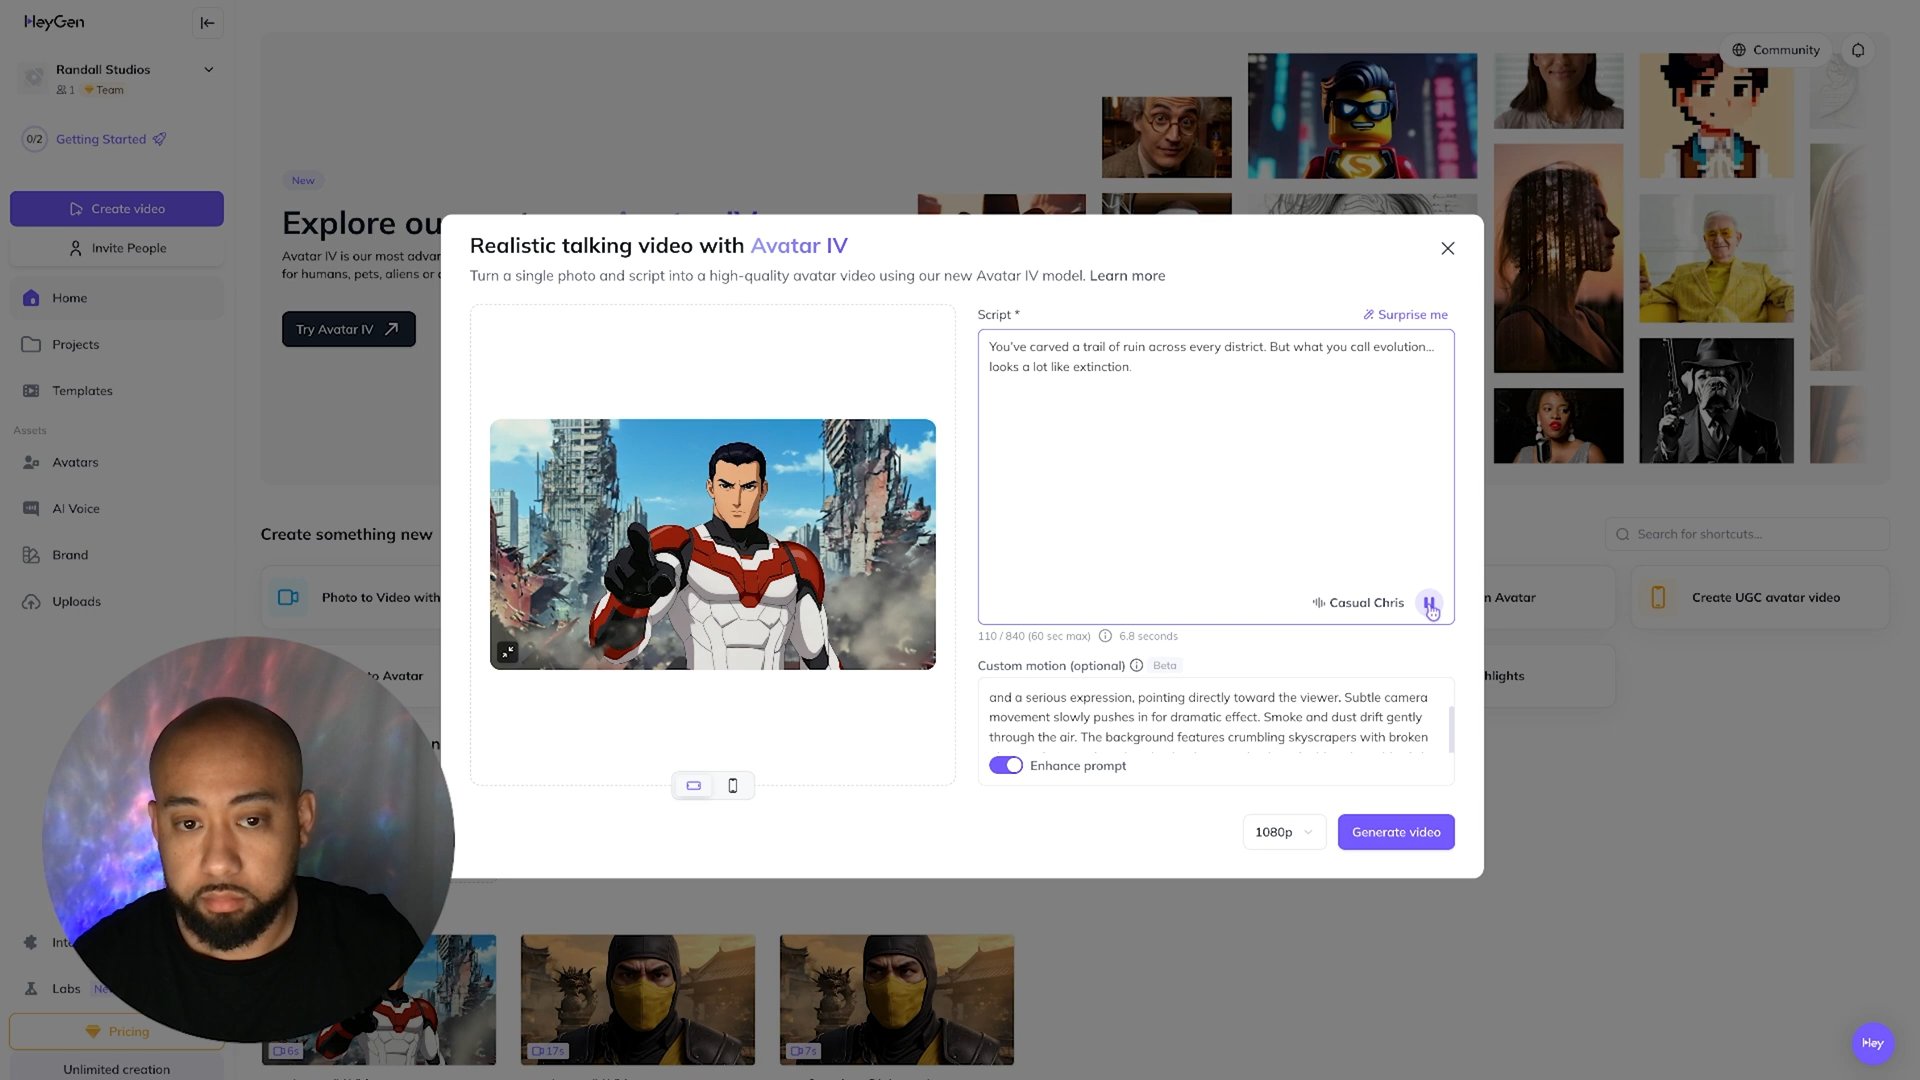 HeyGen
Randall Studios
1 Team
0/2 Getting Started
Create video
Invite People
Home
Projects
Templates
Assets
Avatars
AI Voice
Brand
Uploads
Labs
Pricing
Unlimited creation
Community
New
Explore
Avatar IV is our most
for humans, pets, aliens or
Try Avatar IV
Create something new
Search for shortcuts...
Photo to Video with
Avatar
Create UGC avatar video
to Avatar
Realistic talking video with Avatar IV
Turn a single photo and script into a high-quality avatar video using our new Avatar IV model. Learn more
Script *
Surprise me
You've carved a trail of ruin across every district. But what you call evolution...
looks a lot like extinction.
Casual Chris
110 / 840 (60 sec max) 6.8 seconds
Custom motion (optional) Beta
and a serious expression, pointing directly toward the viewer. Subtle camera
movement slowly pushes in for dramatic effect. Smoke and dust drift gently
through the air. The background features crumbling skyscrapers with broken
Enhance prompt
1080p
Generate video
6s
17s
7s
Hey